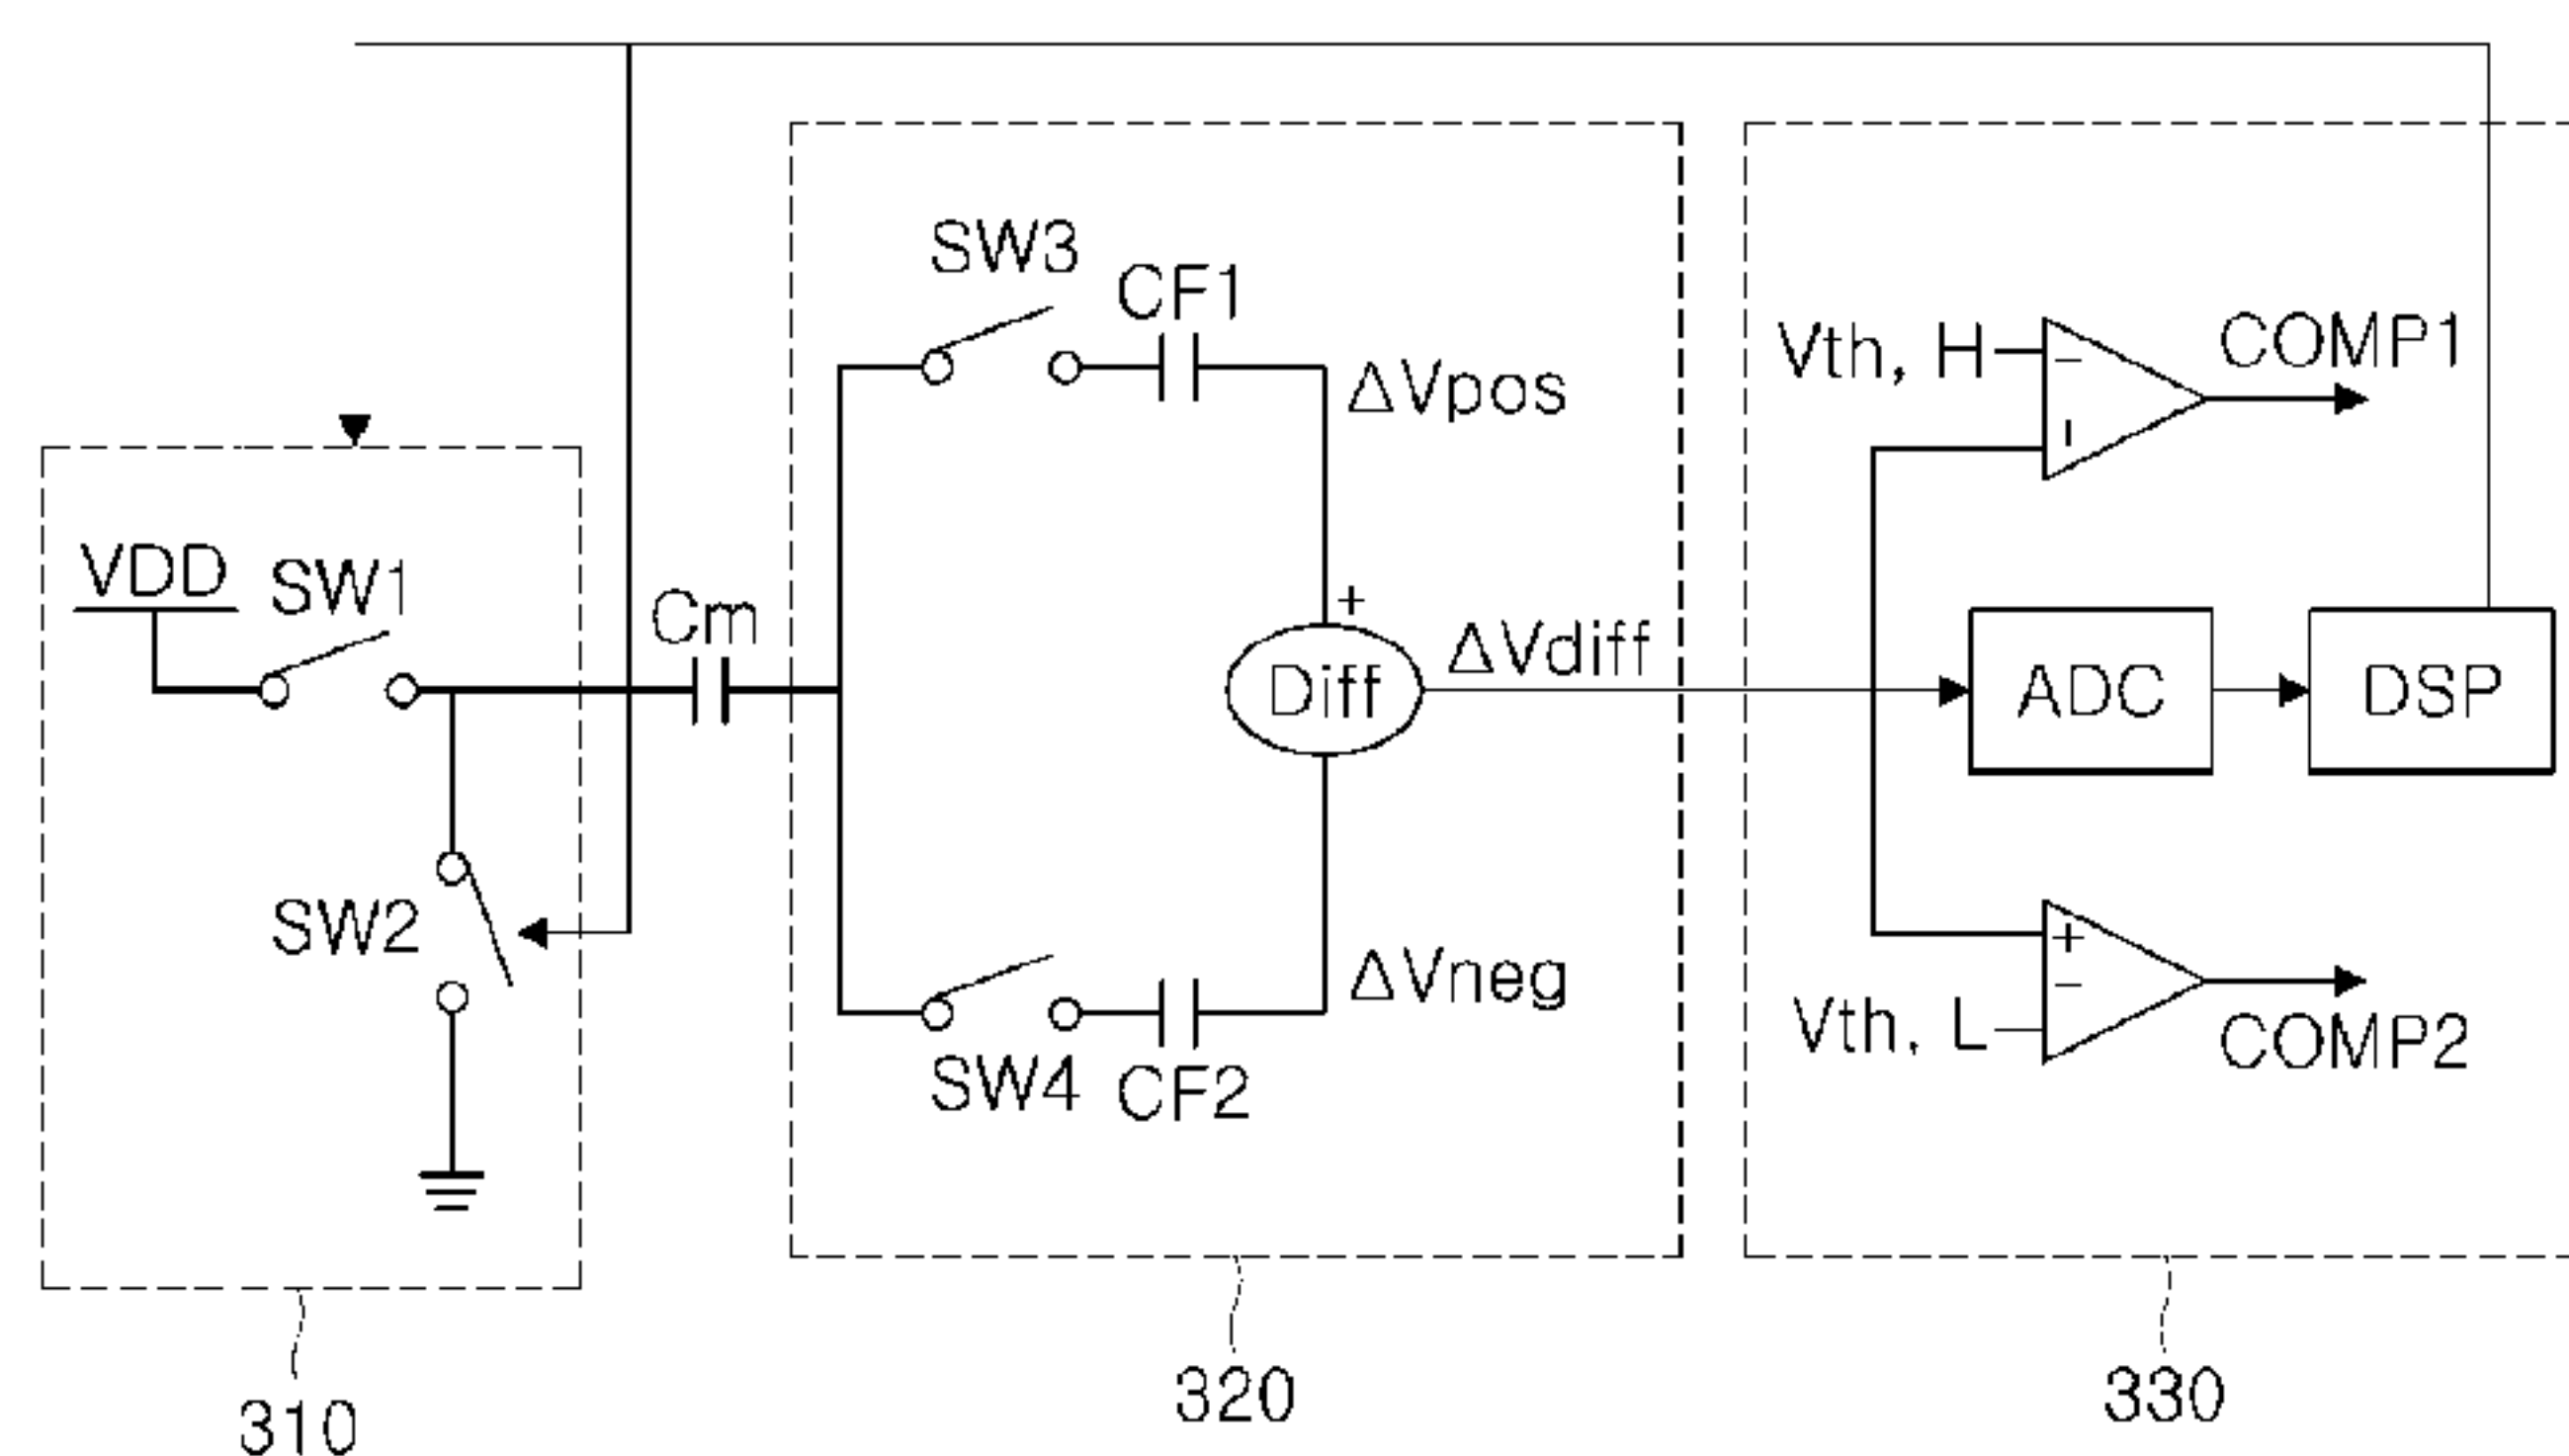 VDD
SW1
SW2
Cm
310
SW3
CF1
ΔVpos
+
Diff
ΔVdiff
ΔVneg
SW4
CF2
320
Vth, H
−
COMP1
ADC
DSP
+
−
Vth, L
COMP2
330